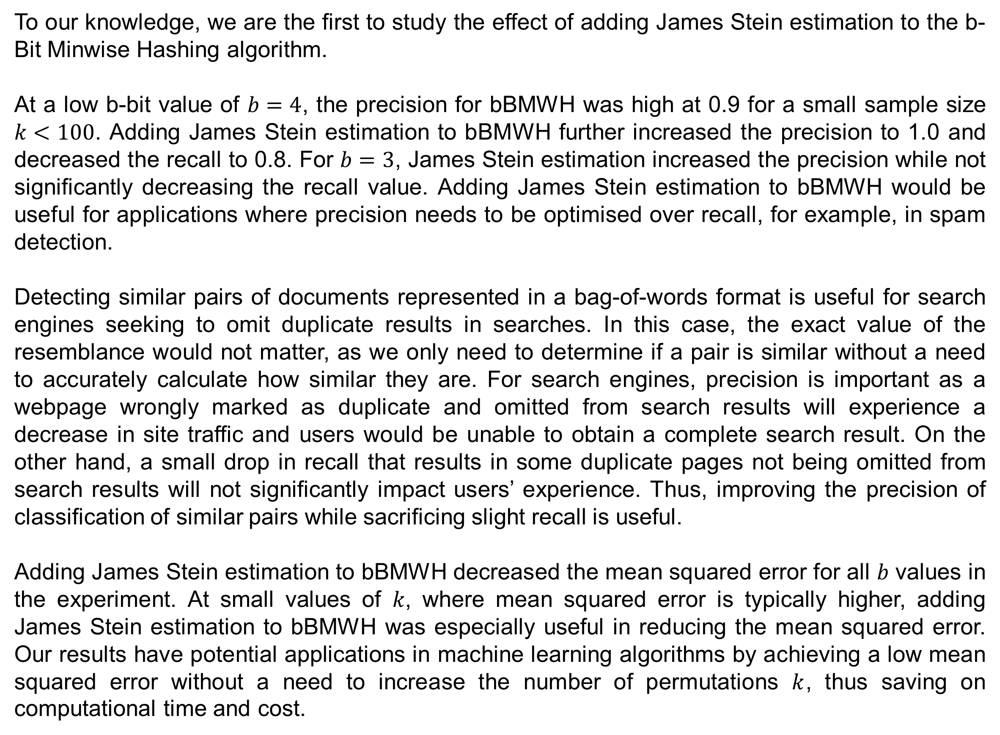 To our knowledge, we are the first to study the effect of adding James Stein estimation to the b-
Bit Minwise Hashing algorithm.
At a low b-bit value of b = 4, the precision for bBMWH was high at 0.9 for a small sample size
k < 100. Adding James Stein estimation to bBMWH further increased the precision to 1.0 and
decreased the recall to 0.8. For b = 3, James Stein estimation increased the precision while not
significantly decreasing the recall value. Adding James Stein estimation to bBMWH would be
useful for applications where precision needs to be optimised over recall, for example, in spam
detection.
Detecting similar pairs of documents represented in a bag-of-words format is useful for search
engines seeking to omit duplicate results in searches. In this case, the exact value of the
resemblance would not matter, as we only need to determine if a pair is similar without a need
to accurately calculate how similar they are. For search engines, precision is important as a
webpage wrongly marked as duplicate and omitted from search results will experience a
decrease in site traffic and users would be unable to obtain a complete search result. On the
other hand, a small drop in recall that results in some duplicate pages not being omitted from
search results will not significantly impact users’ experience. Thus, improving the precision of
classification of similar pairs while sacrificing slight recall is useful.
Adding James Stein estimation to bBMWH decreased the mean squared error for all b values in
the experiment. At small values of k, where mean squared error is typically higher, adding
James Stein estimation to bBMWH was especially useful in reducing the mean squared error.
Our results have potential applications in machine learning algorithms by achieving a low mean
squared error without a need to increase the number of permutations k, thus saving on
computational time and cost.